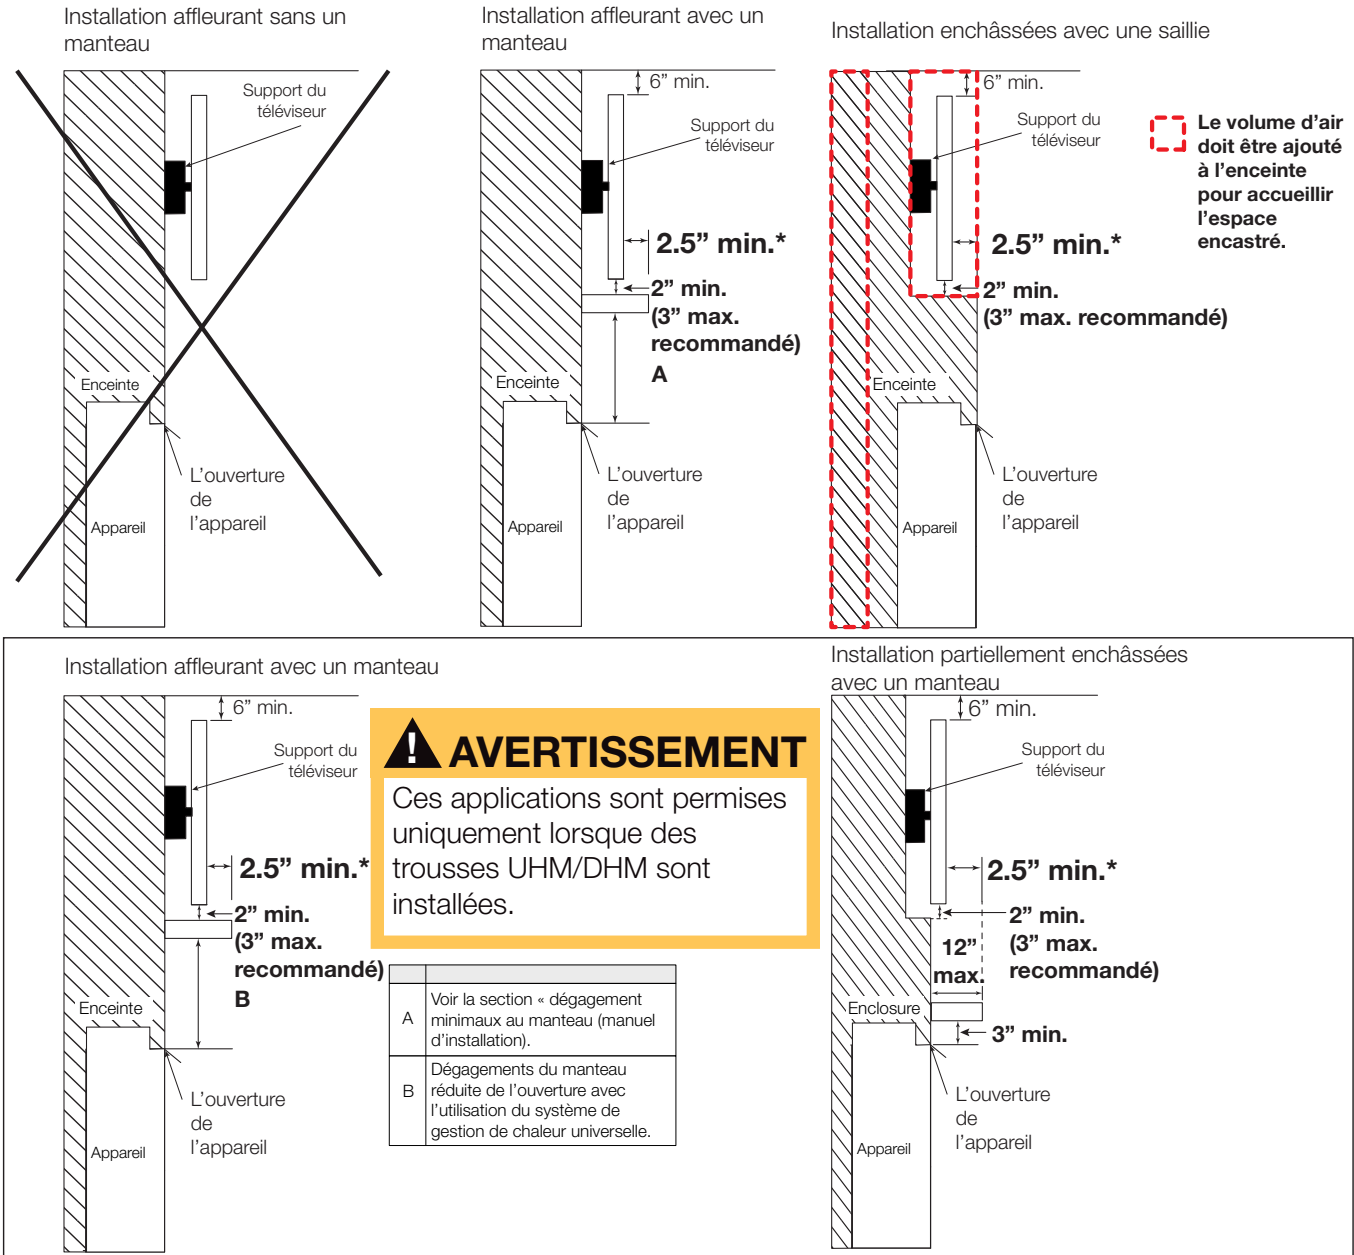 Installation affleurant sans un
manteau
Support du
téléviseur
Enceinte
L'ouverture
de
l'appareil
Appareil
Installation affleurant avec un
manteau
6” min.
Support du
téléviseur
2.5” min.*
2” min.
(3” max.
recommandé)
A
Enceinte
L'ouverture
de
l'appareil
Appareil
Installation enchâssées avec une saillie
6” min.
Support du
téléviseur
2.5” min.*
2” min.
(3” max. recommandé)
Enceinte
L'ouverture
de
l'appareil
Appareil
Le volume d'air
doit être ajouté
à l'enceinte
pour accueillir
l'espace
encastré.
Installation affleurant avec un manteau
6” min.
Support du
téléviseur
2.5” min.*
2” min.
(3” max.
recommandé)
B
Enceinte
L'ouverture
de
l'appareil
Appareil
! AVERTISSEMENT
Ces applications sont permises
uniquement lorsque des
trousses UHM/DHM sont
installées.
A
Voir la section « dégagement
minimaux au manteau (manuel
d'installation).
B
Dégagements du manteau
réduite de l'ouverture avec
l'utilisation du système de
gestion de chaleur universelle.
Installation partiellement enchâssées
avec un manteau
6” min.
Support du
téléviseur
2.5” min.*
2” min.
(3” max.
recommandé)
12”
max.
Enclosure
3” min.
L'ouverture
de
l'appareil
Appareil